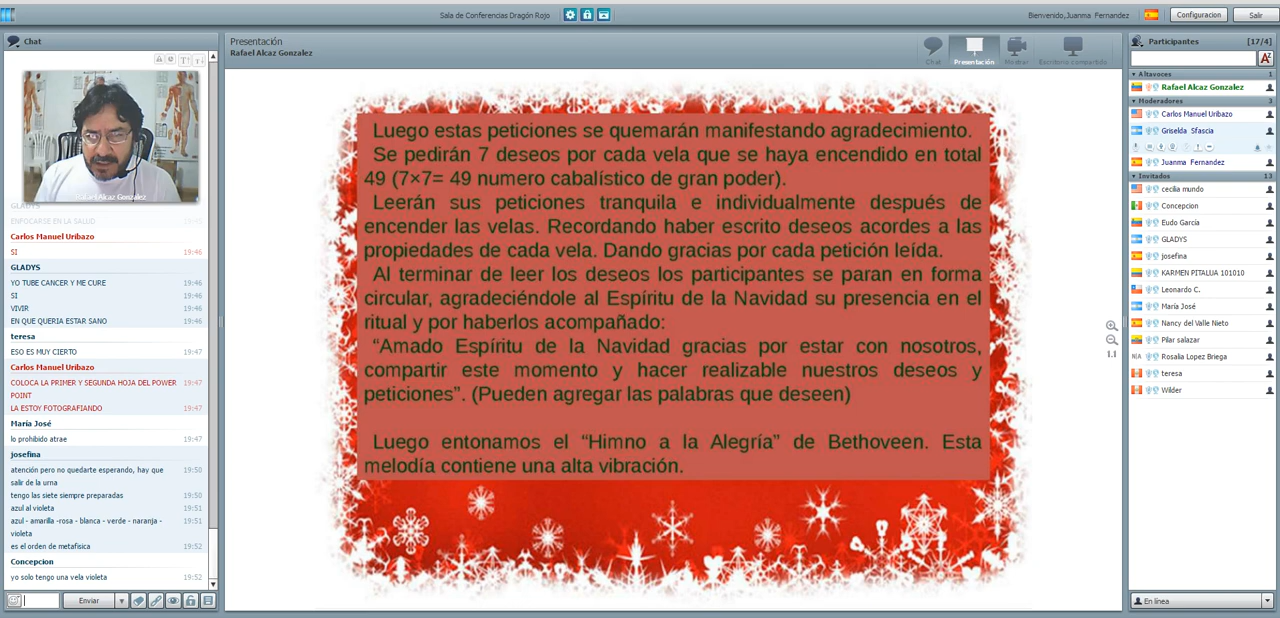 Sala de Conferencias Dragón Rojo
Bienvenido,Juanma Fernandez
Configuracion
Salir
Chat
Rafael Alcaz Gonzalez
GLADYS
ENFOCARSE EN LA SALUD 19:45
Carlos Manuel Uribazo
SI 19:46
GLADYS
YO TUBE CANCER Y ME CURE 19:46
SI 19:46
VIVIR 19:46
EN QUE QUERIA ESTAR SANO 19:46
teresa
ESO ES MUY CIERTO 19:47
Carlos Manuel Uribazo
COLOCA LA PRIMER Y SEGUNDA HOJA DEL POWER 19:47
POINT
LA ESTOY FOTOGRAFIANDO 19:47
María José
lo prohibido atrae 19:47
josefina
atención pero no quedarte esperando, hay que 19:50
salir de la urna
tengo las siete siempre preparadas 19:50
azul al violeta 19:51
azul - amarilla -rosa - blanca - verde - naranja - 19:51
violeta
es el orden de metafisica 19:52
Concepcion
yo solo tengo una vela violeta 19:52
Enviar
Presentación
Rafael Alcaz Gonzalez
Chat
Presentación
Mostrar
Escritorio compartido
Luego estas peticiones se quemarán manifestando agradecimiento.
Se pedirán 7 deseos por cada vela que se haya encendido en total
49 (7×7= 49 numero cabalístico de gran poder).
Leerán sus peticiones tranquila e individualmente después de
encender las velas. Recordando haber escrito deseos acordes a las
propiedades de cada vela. Dando gracias por cada petición leída.
Al terminar de leer los deseos los participantes se paran en forma
circular, agradeciéndole al Espíritu de la Navidad su presencia en el
ritual y por haberlos acompañado:
“Amado Espíritu de la Navidad gracias por estar con nosotros,
compartir este momento y hacer realizable nuestros deseos y
peticiones”. (Pueden agregar las palabras que deseen)
Luego entonamos el “Himno a la Alegría” de Bethoveen. Esta
melodía contiene una alta vibración.
1.1
Participantes [17/4]
Altavoces 1
Rafael Alcaz Gonzalez
Moderadores 3
Carlos Manuel Uribazo
Griselda Sfascia
Juanma Fernandez
Invitados 13
cecilia mundo
Concepcion
Eudo García
GLADYS
josefina
KARMEN PITALUA 101010
Leonardo C.
María José
Nancy del Valle Nieto
Pilar salazar
N/A Rosalia Lopez Briega
teresa
Wilder
En línea